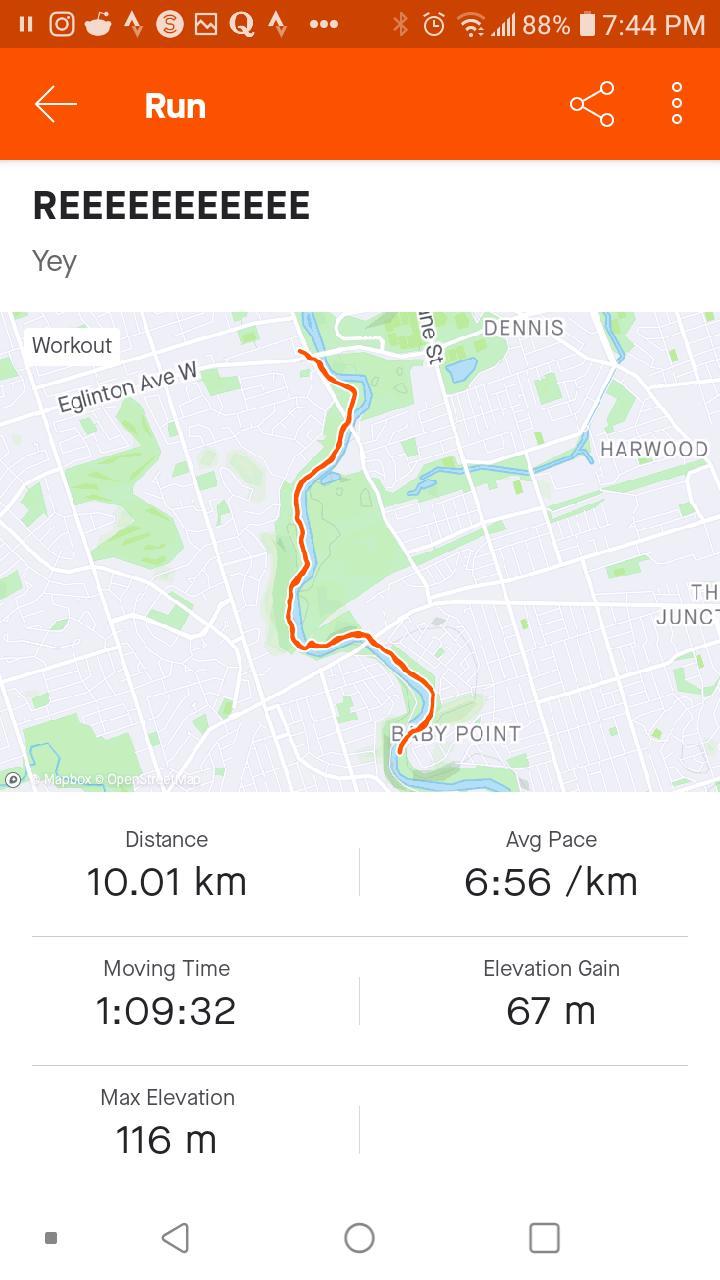 88% 7:44 PM
Run
REEEEEEEEEEE
Yey
Workout
Eglinton Ave W
ne St
DENNIS
HARWOOD
TH
JUNCT
BABY POINT
© Mapbox © OpenStreetMap
Distance
10.01 km
Avg Pace
6:56 /km
Moving Time
1:09:32
Elevation Gain
67 m
Max Elevation
116 m